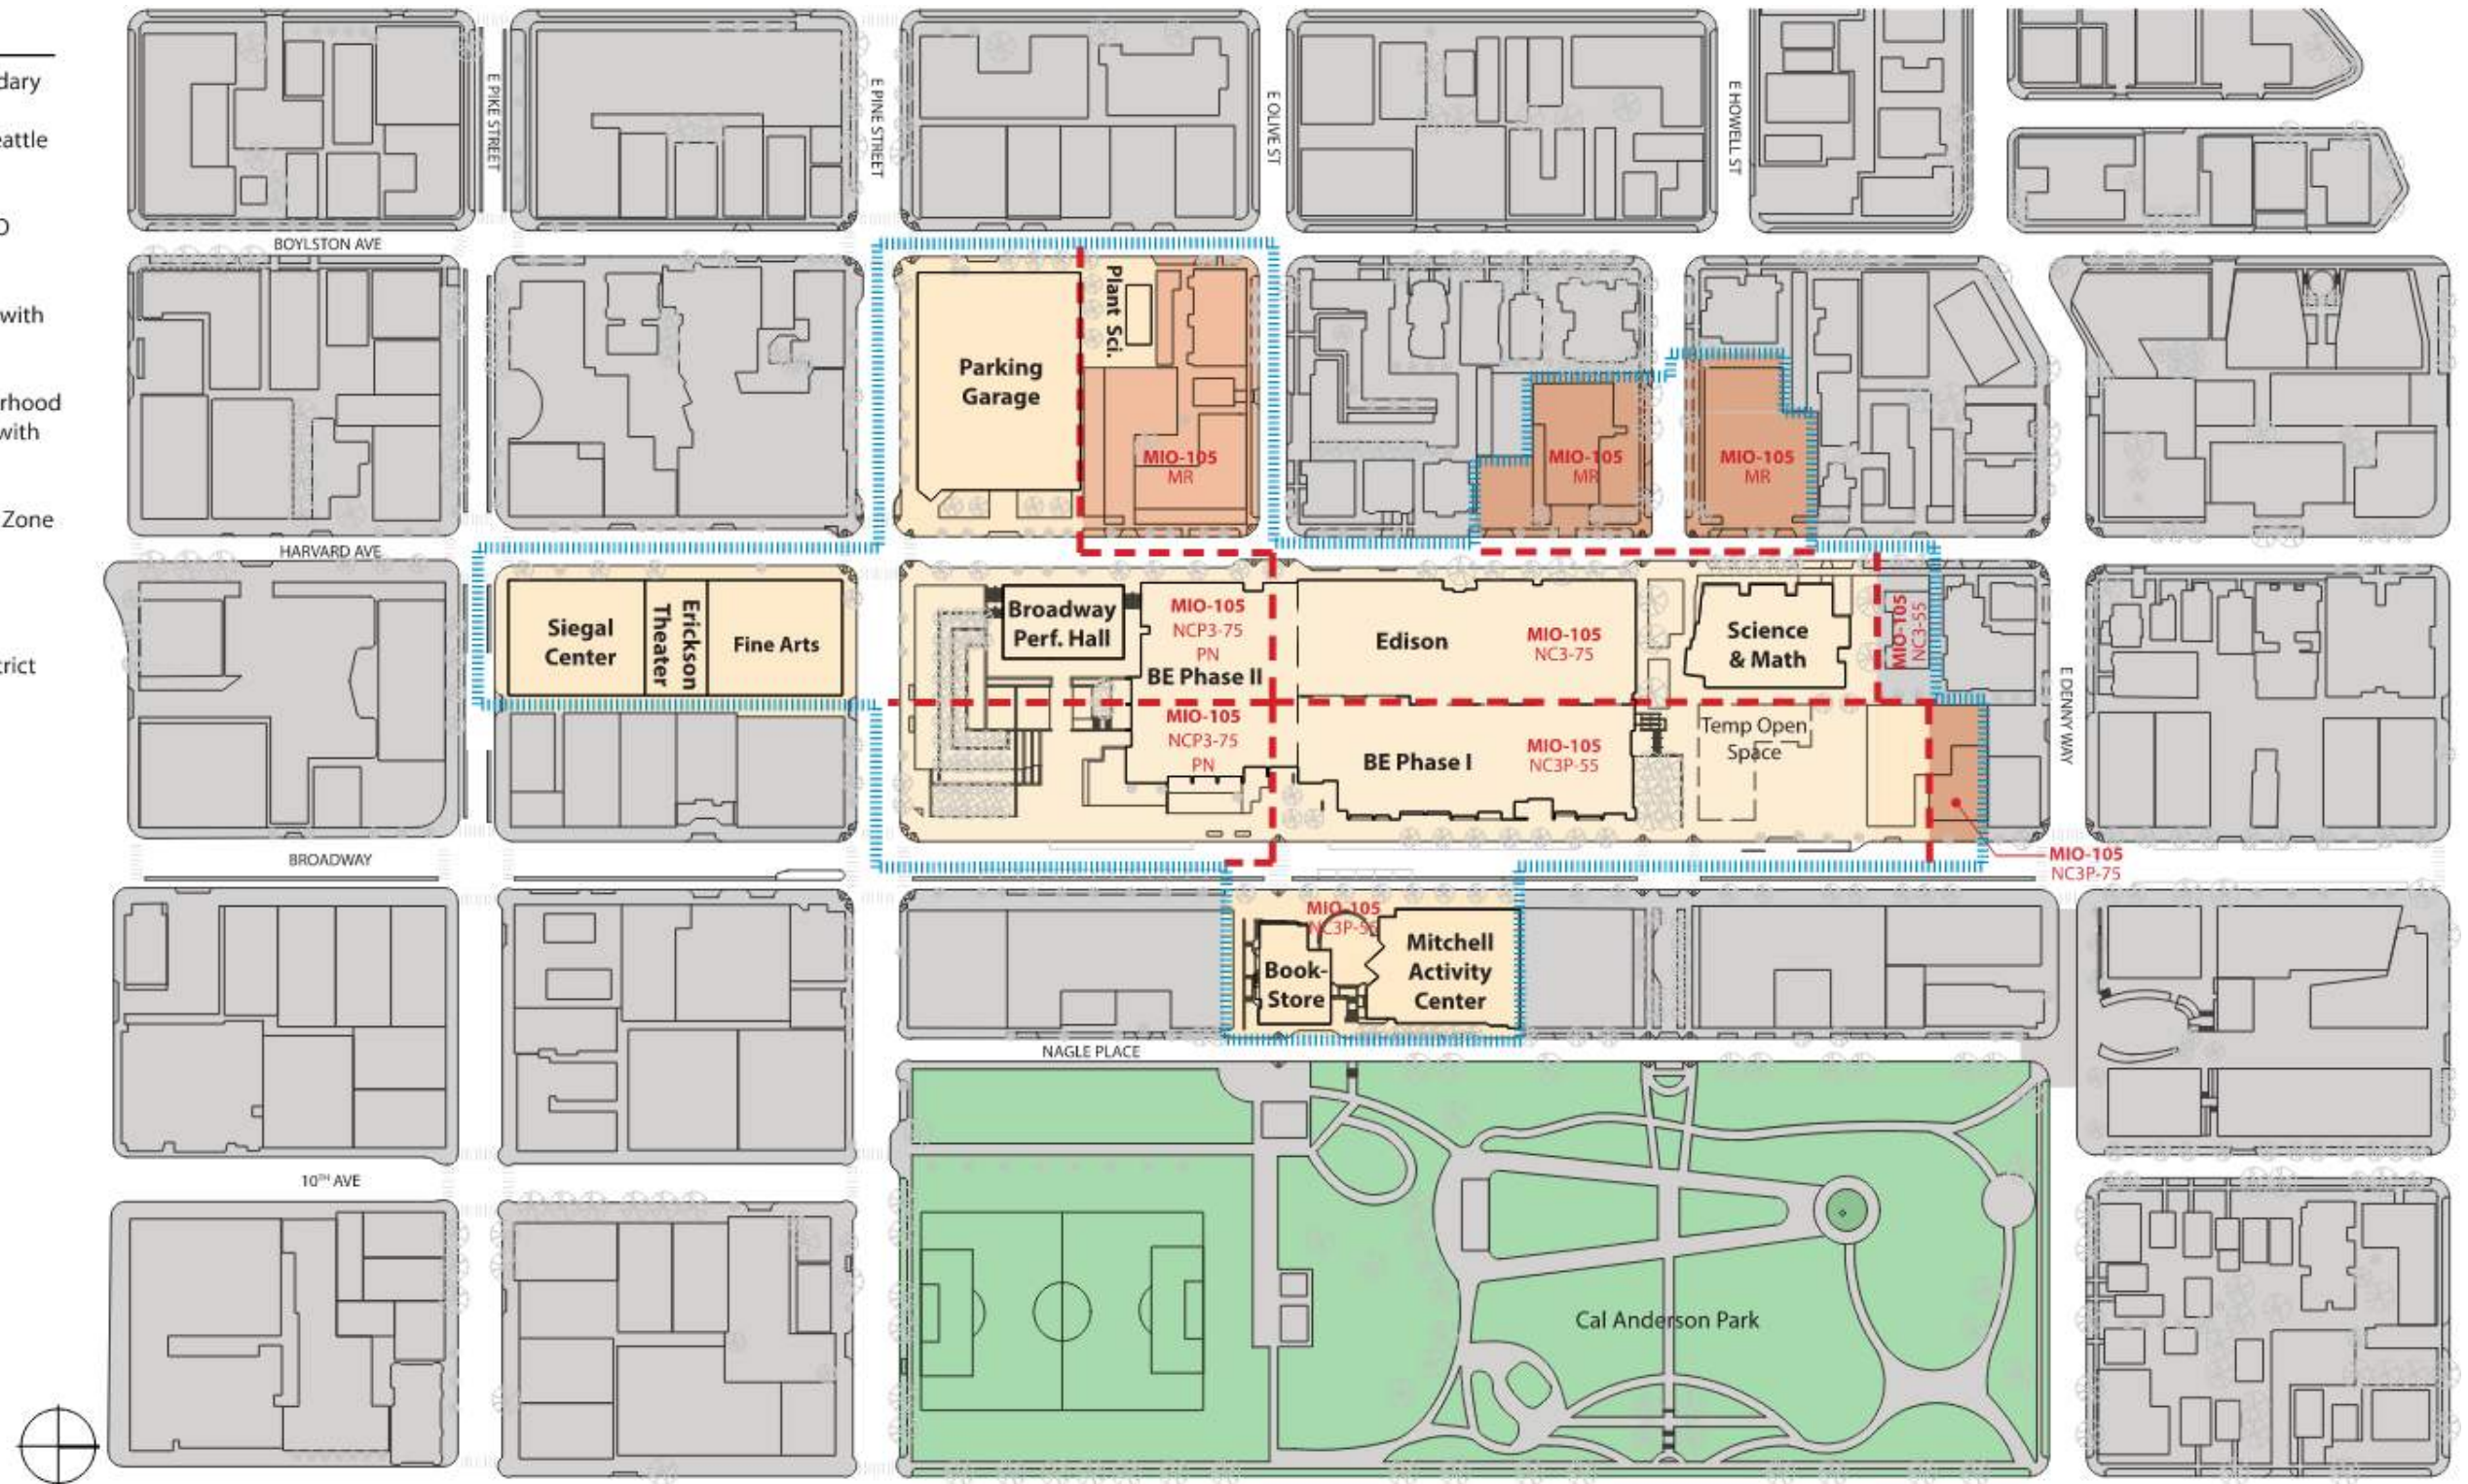 dary
eattle
with
rhood
with
Zone
trict
E PIKE STREET
E PINE STREET
E OLIVE ST
E HOWELL ST
BOYLSTON AVE
Parking
Garage
Plant Sci.
MIO-105
MR
MIO-105
MR
MIO-105
MR
HARVARD AVE
Siegal
Center
Erickson
Theater
Fine Arts
Broadway
Perf. Hall
MIO-105
NCP3-75
PN
BE Phase II
MIO-105
NCP3-75
PN
Edison
MIO-105
NC3-75
BE Phase I
MIO-105
NC3P-55
Science
& Math
MIO-105
NC3-55
Temp Open
Space
E DENNY WAY
MIO-105
NC3P-75
BROADWAY
MIO-105
NC3P-55
Book-
Store
Mitchell
Activity
Center
NAGLE PLACE
10TH AVE
Cal Anderson Park